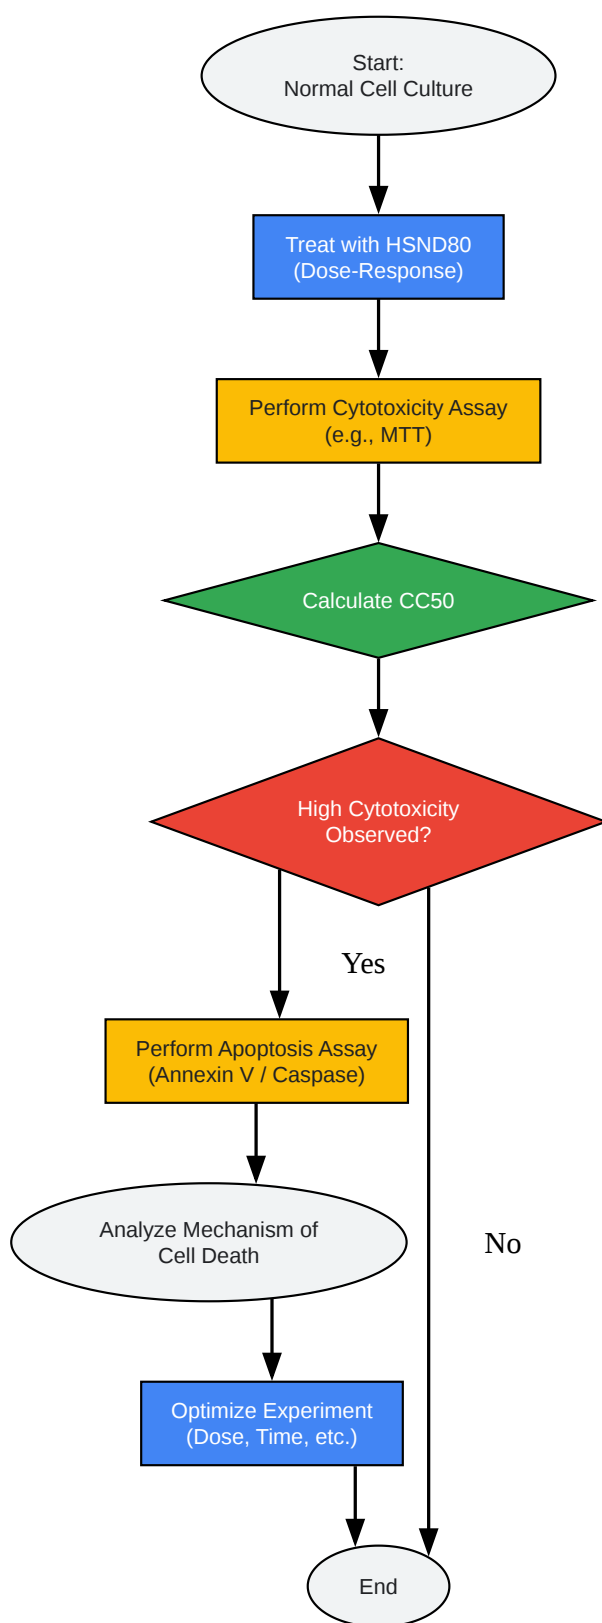 Start:
Normal Cell Culture
Treat with HSND80
(Dose-Response)
Perform Cytotoxicity Assay
(e.g., MTT)
Calculate CC50
High Cytotoxicity
Observed?
Yes
Perform Apoptosis Assay
(Annexin V / Caspase)
Analyze Mechanism of
Cell Death
No
Optimize Experiment
(Dose, Time, etc.)
End